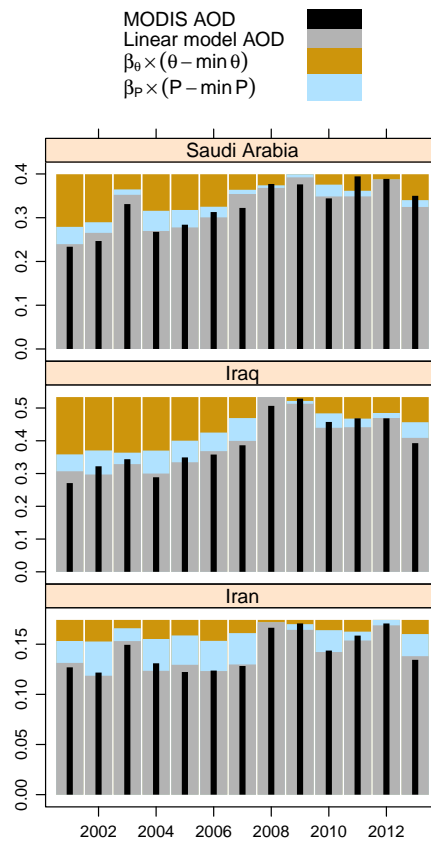 MODIS AOD
Linear model AOD
βθ × (θ − min θ)
βP × (P − min P)
2002 2004 2006 2008 2010 2012
Saudi Arabia
0.4
0.3
0.2
0.1
0.0
Iraq
0.5
0.4
0.3
0.2
0.1
0.0
Iran
0.15
0.10
0.05
0.00
2002 2004 2006 2008 2010 2012